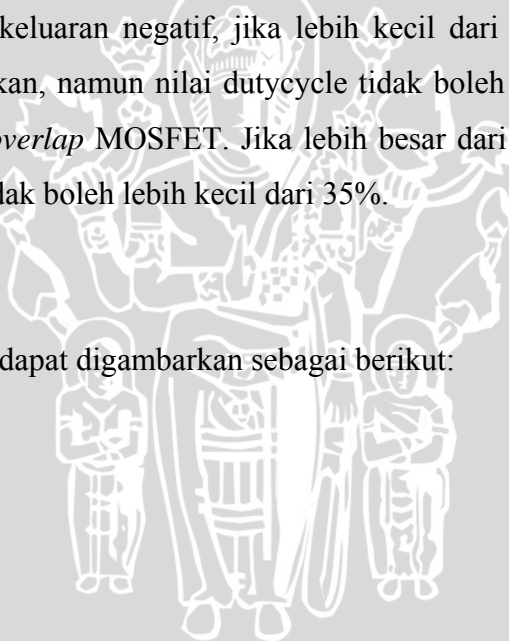 keluaran negatif, jika lebih kecil dari
kan, namun nilai dutycycle tidak boleh
overlap MOSFET. Jika lebih besar dari
dak boleh lebih kecil dari 35%.
dapat digambarkan sebagai berikut: